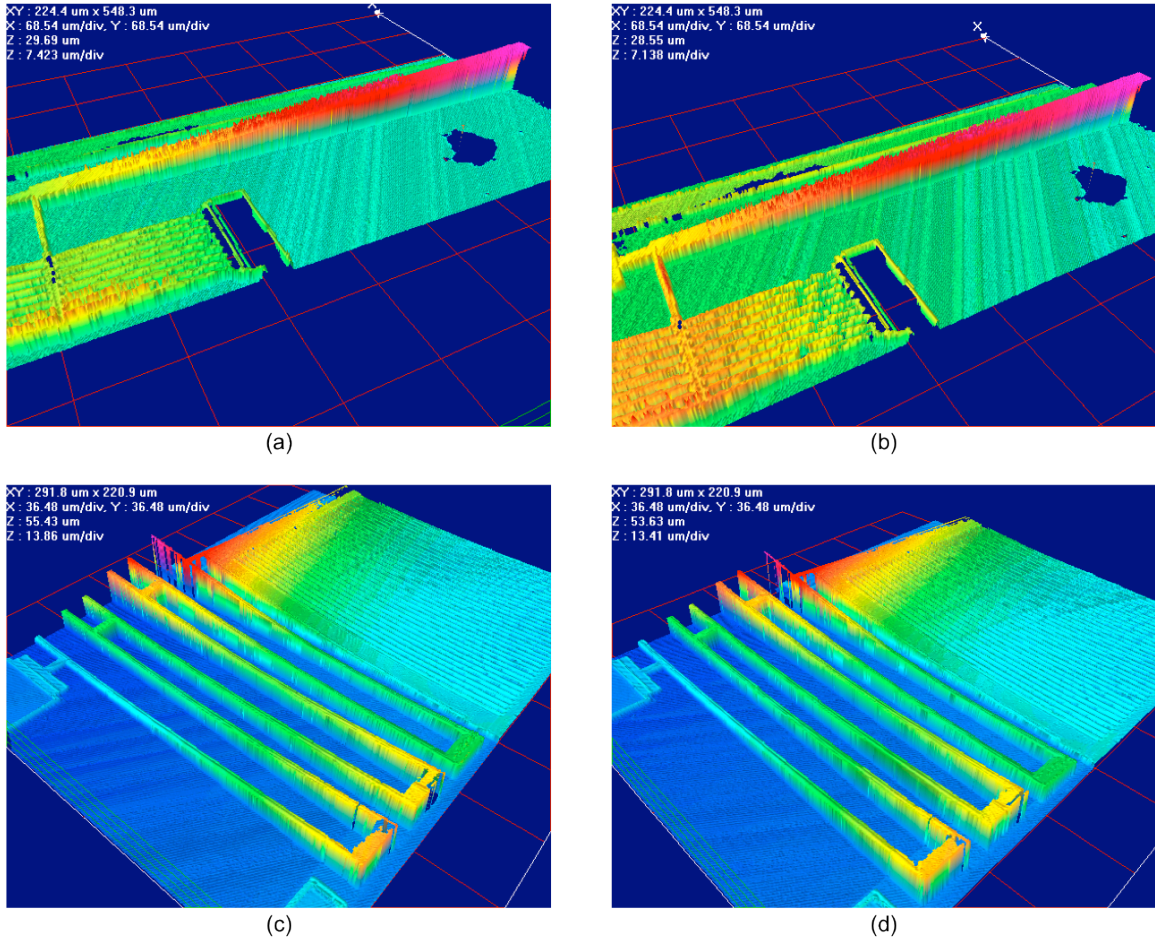 XY : 224.4 um x 548.3 um
X : 68.54 um/div, Y : 68.54 um/div
Z : 29.69 um
Z : 7.423 um/div
XY : 224.4 um x 548.3 um
X : 68.54 um/div, Y : 68.54 um/div
Z : 28.55 um
Z : 7.138 um/div
X
(a)
(b)
XY : 291.8 um x 220.9 um
X : 36.48 um/div, Y : 36.48 um/div
Z : 55.43 um
Z : 13.86 um/div
XY : 291.8 um x 220.9 um
X : 36.48 um/div, Y : 36.48 um/div
Z : 53.63 um
Z : 13.41 um/div
(c)
(d)